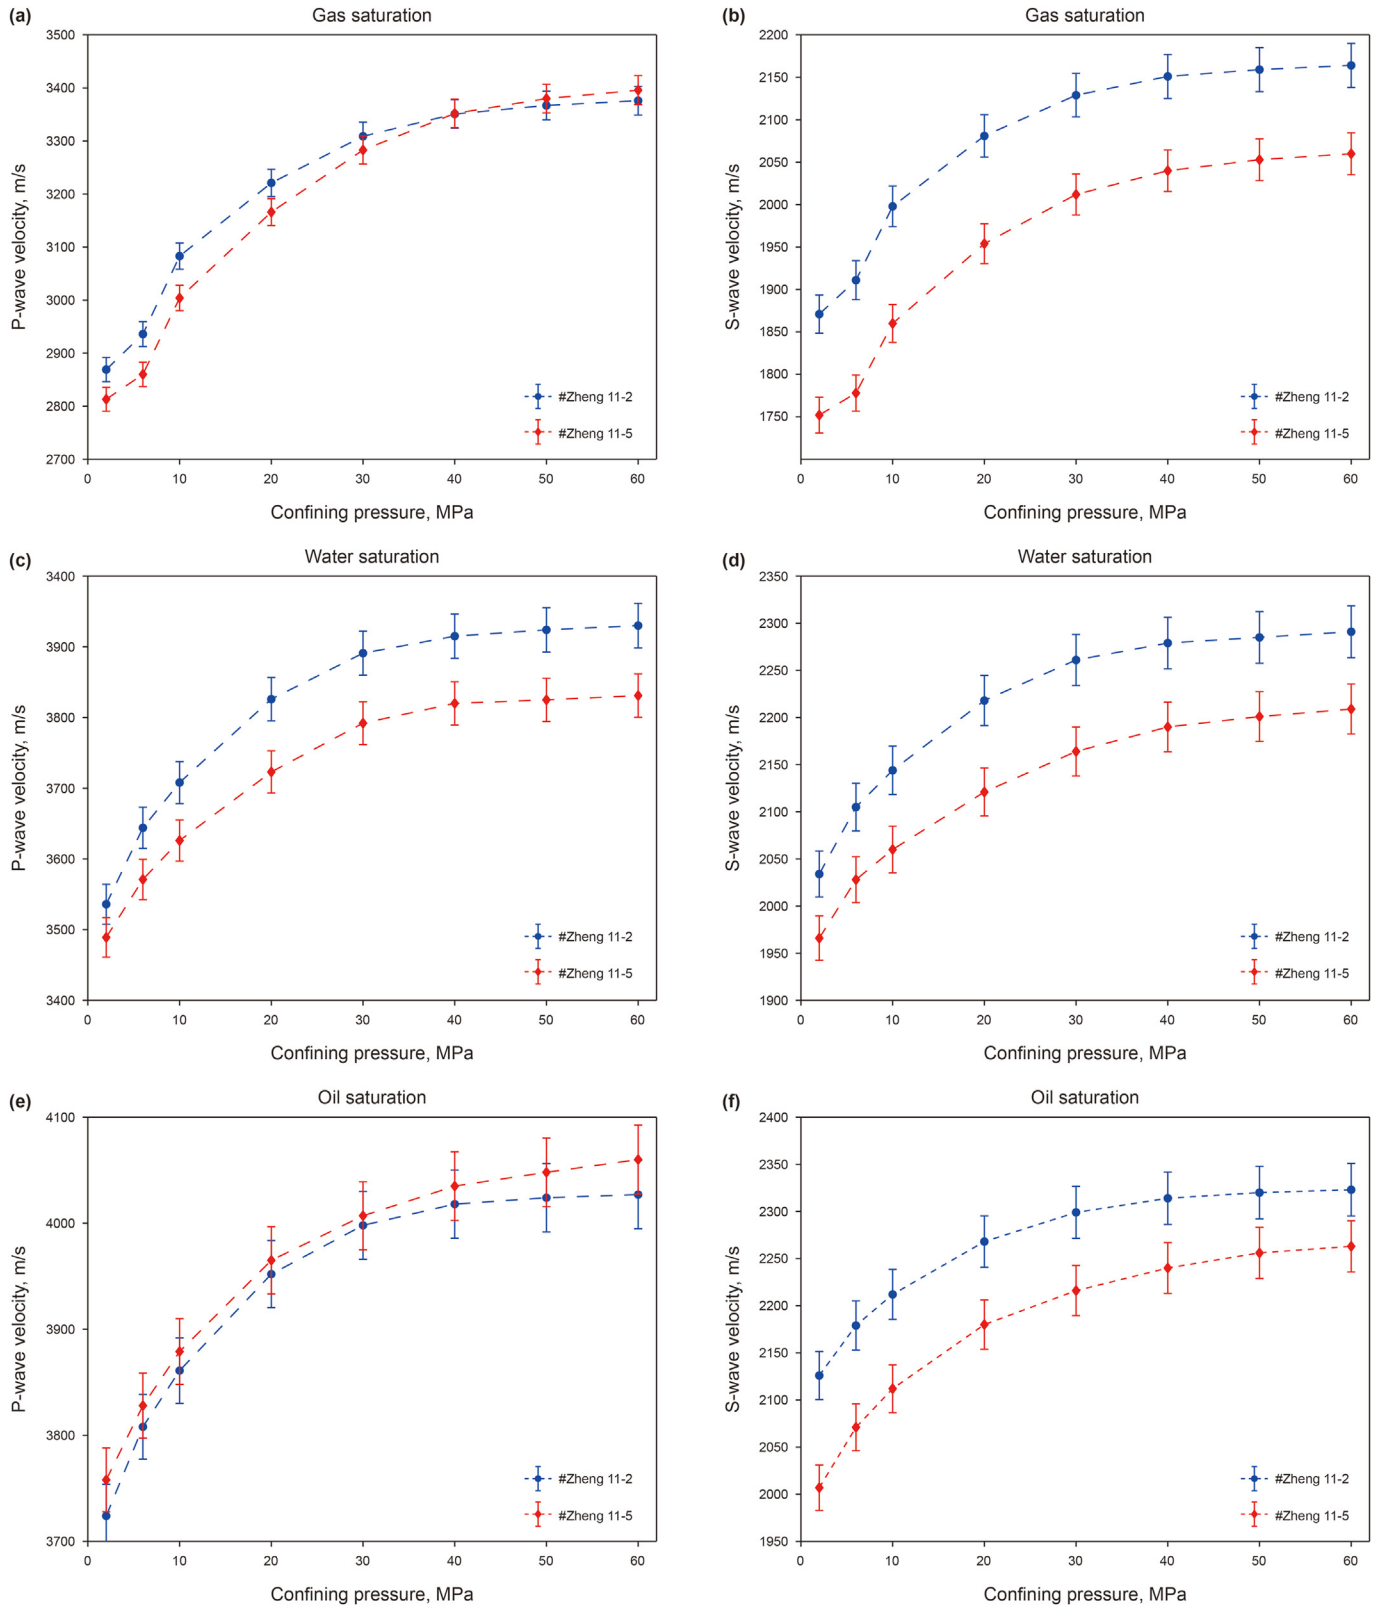 (a)
Gas saturation
3500
3400
3300
3200
3100
3000
2900
2800
2700
P-wave velocity, m/s
#Zheng 11-2
#Zheng 11-5
0 10 20 30 40 50 60
Confining pressure, MPa
(b)
Gas saturation
2200
2150
2100
2050
2000
1950
1900
1850
1800
1750
S-wave velocity, m/s
#Zheng 11-2
#Zheng 11-5
0 10 20 30 40 50 60
Confining pressure, MPa
(c)
Water saturation
3400
3900
3800
3700
3600
3500
3400
P-wave velocity, m/s
#Zheng 11-2
#Zheng 11-5
0 10 20 30 40 50 60
Confining pressure, MPa
(d)
Water saturation
2350
2300
2250
2200
2150
2100
2050
2000
1950
1900
S-wave velocity, m/s
#Zheng 11-2
#Zheng 11-5
0 10 20 30 40 50 60
Confining pressure, MPa
(e)
Oil saturation
4100
4000
3900
3800
3700
P-wave velocity, m/s
#Zheng 11-2
#Zheng 11-5
0 10 20 30 40 50 60
Confining pressure, MPa
(f)
Oil saturation
2400
2350
2300
2250
2200
2150
2100
2050
2000
1950
S-wave velocity, m/s
#Zheng 11-2
#Zheng 11-5
0 10 20 30 40 50 60
Confining pressure, MPa